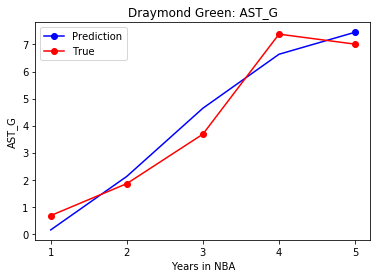 Draymond Green: AST_G
Prediction
True
AST_G
7
6
5
4
3
2
1
0
1 2 3 4 5
Years in NBA